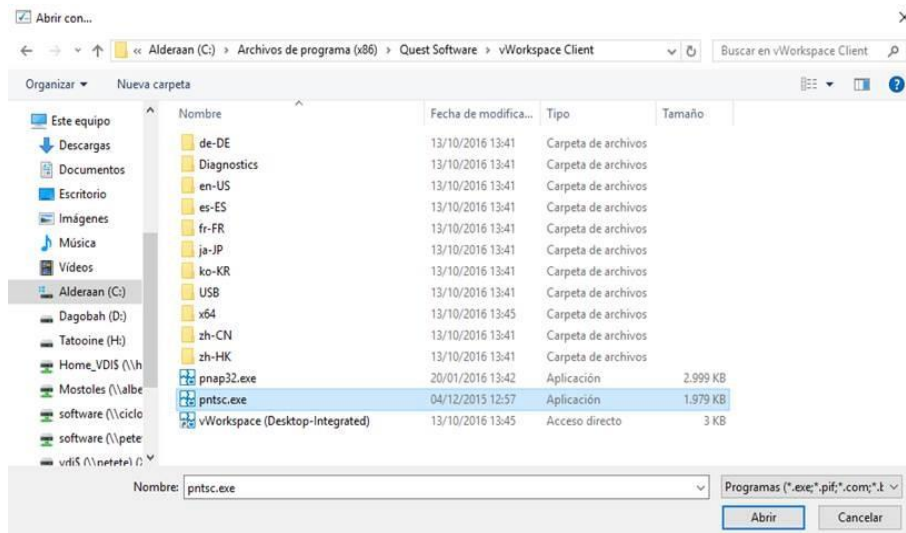 Abrir con...
« Alderaan (C:) › Archivos de programa (x86) › Quest Software › vWorkspace Client
Buscar en vWorkspace Client
Organizar
Nueva carpeta
Nombre Fecha de modifica... Tipo Tamaño
Este equipo
Descargas
Documentos
Escritorio
Imágenes
Música
Vídeos
Alderaan (C:)
Dagobah (D:)
Tatooine (H:)
Home_VDI$ (\\h
Mostoles (\\albe
software (\\ciclo
software (\\pete
vdi$ (\\petete) (
de-DE 13/10/2016 13:41 Carpeta de archivos
Diagnostics 13/10/2016 13:41 Carpeta de archivos
en-US 13/10/2016 13:41 Carpeta de archivos
es-ES 13/10/2016 13:41 Carpeta de archivos
fr-FR 13/10/2016 13:41 Carpeta de archivos
ja-JP 13/10/2016 13:41 Carpeta de archivos
ko-KR 13/10/2016 13:41 Carpeta de archivos
USB 13/10/2016 13:41 Carpeta de archivos
x64 13/10/2016 13:45 Carpeta de archivos
zh-CN 13/10/2016 13:41 Carpeta de archivos
zh-HK 13/10/2016 13:41 Carpeta de archivos
pnap32.exe 20/01/2016 13:42 Aplicación 2.999 KB
pntsc.exe 04/12/2015 12:57 Aplicación 1.979 KB
vWorkspace (Desktop-Integrated) 13/10/2016 13:45 Acceso directo 3 KB
Nombre: pntsc.exe
Programas (*.exe;*.pif;*.com;*.b
Abrir Cancelar